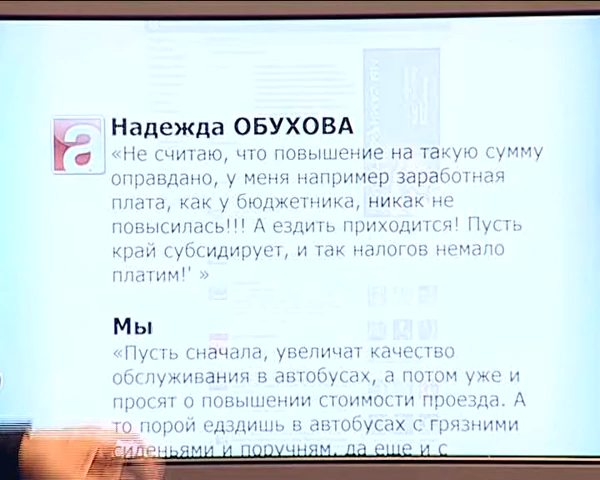 а
Надежда ОБУХОВА
«Не считаю, что повышение на такую сумму
оправдано, у меня например заработная
плата, как у бюджетника, никак не
повысилась!!! А ездить приходится! Пусть
край субсидирует, и так налогов немало
платим!' »
Мы
«Пусть сначала, увеличат качество
обслуживания в автобусах, а потом уже и
просят о повышении стоимости проезда. А
то порой едздишь в автобусах с грязними
сиденьями и поручням, да еще и с